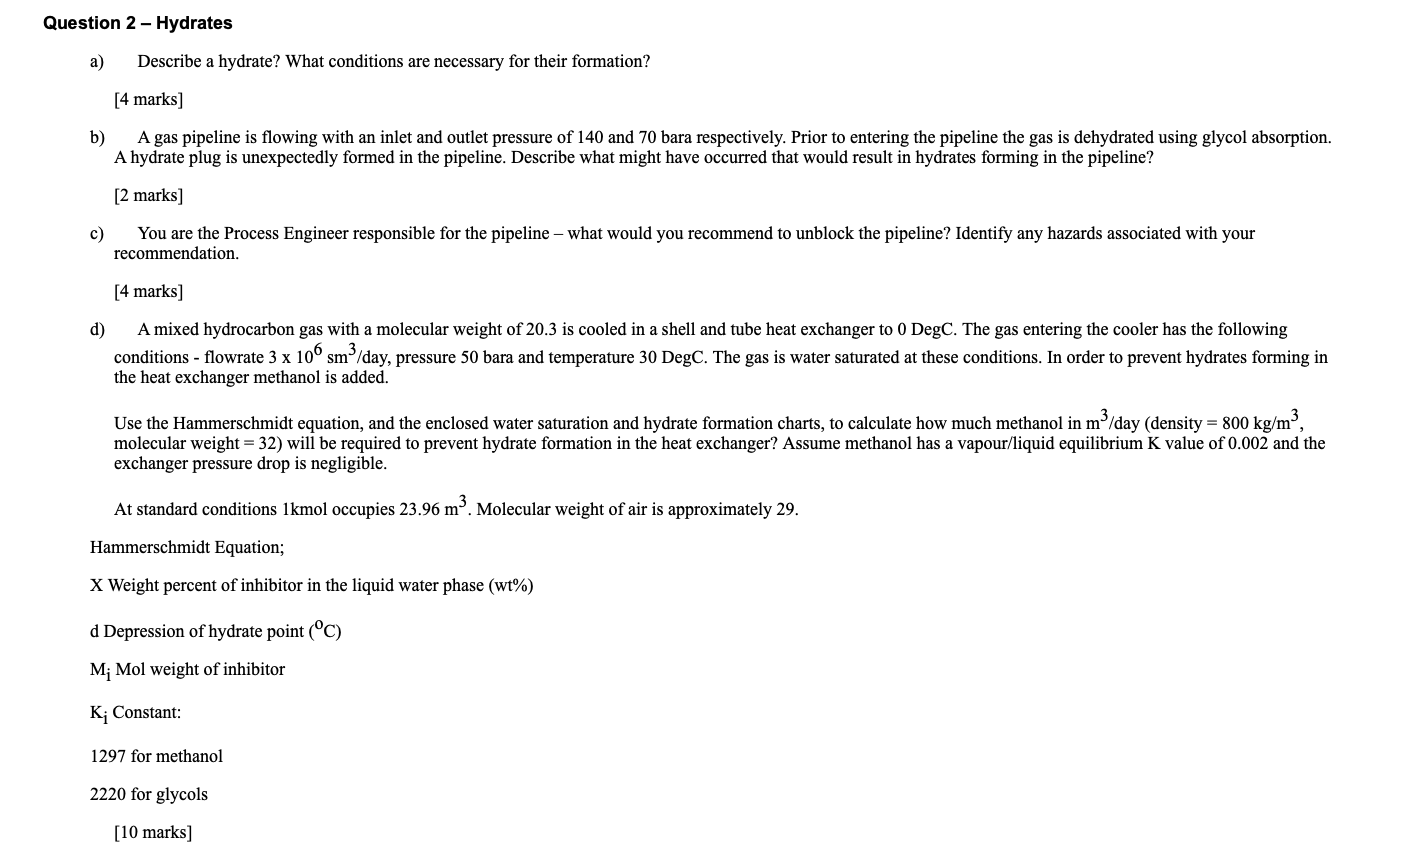 Question 2 – Hydrates
a) Describe a hydrate? What conditions are necessary for their formation?
[4 marks]
b) A gas pipeline is flowing with an inlet and outlet pressure of 140 and 70 bara respectively. Prior to entering the pipeline the gas is dehydrated using glycol absorption.
A hydrate plug is unexpectedly formed in the pipeline. Describe what might have occurred that would result in hydrates forming in the pipeline?
[2 marks]
c) You are the Process Engineer responsible for the pipeline – what would you recommend to unblock the pipeline? Identify any hazards associated with your
recommendation.
[4 marks]
d) A mixed hydrocarbon gas with a molecular weight of 20.3 is cooled in a shell and tube heat exchanger to 0 DegC. The gas entering the cooler has the following
conditions - flowrate 3 x 10⁶ sm³/day, pressure 50 bara and temperature 30 DegC. The gas is water saturated at these conditions. In order to prevent hydrates forming in
the heat exchanger methanol is added.
Use the Hammerschmidt equation, and the enclosed water saturation and hydrate formation charts, to calculate how much methanol in m³/day (density = 800 kg/m³,
molecular weight = 32) will be required to prevent hydrate formation in the heat exchanger? Assume methanol has a vapour/liquid equilibrium K value of 0.002 and the
exchanger pressure drop is negligible.
At standard conditions 1kmol occupies 23.96 m³. Molecular weight of air is approximately 29.
Hammerschmidt Equation;
X Weight percent of inhibitor in the liquid water phase (wt%)
d Depression of hydrate point (⁰C)
Mᵢ Mol weight of inhibitor
Kᵢ Constant:
1297 for methanol
2220 for glycols
[10 marks]